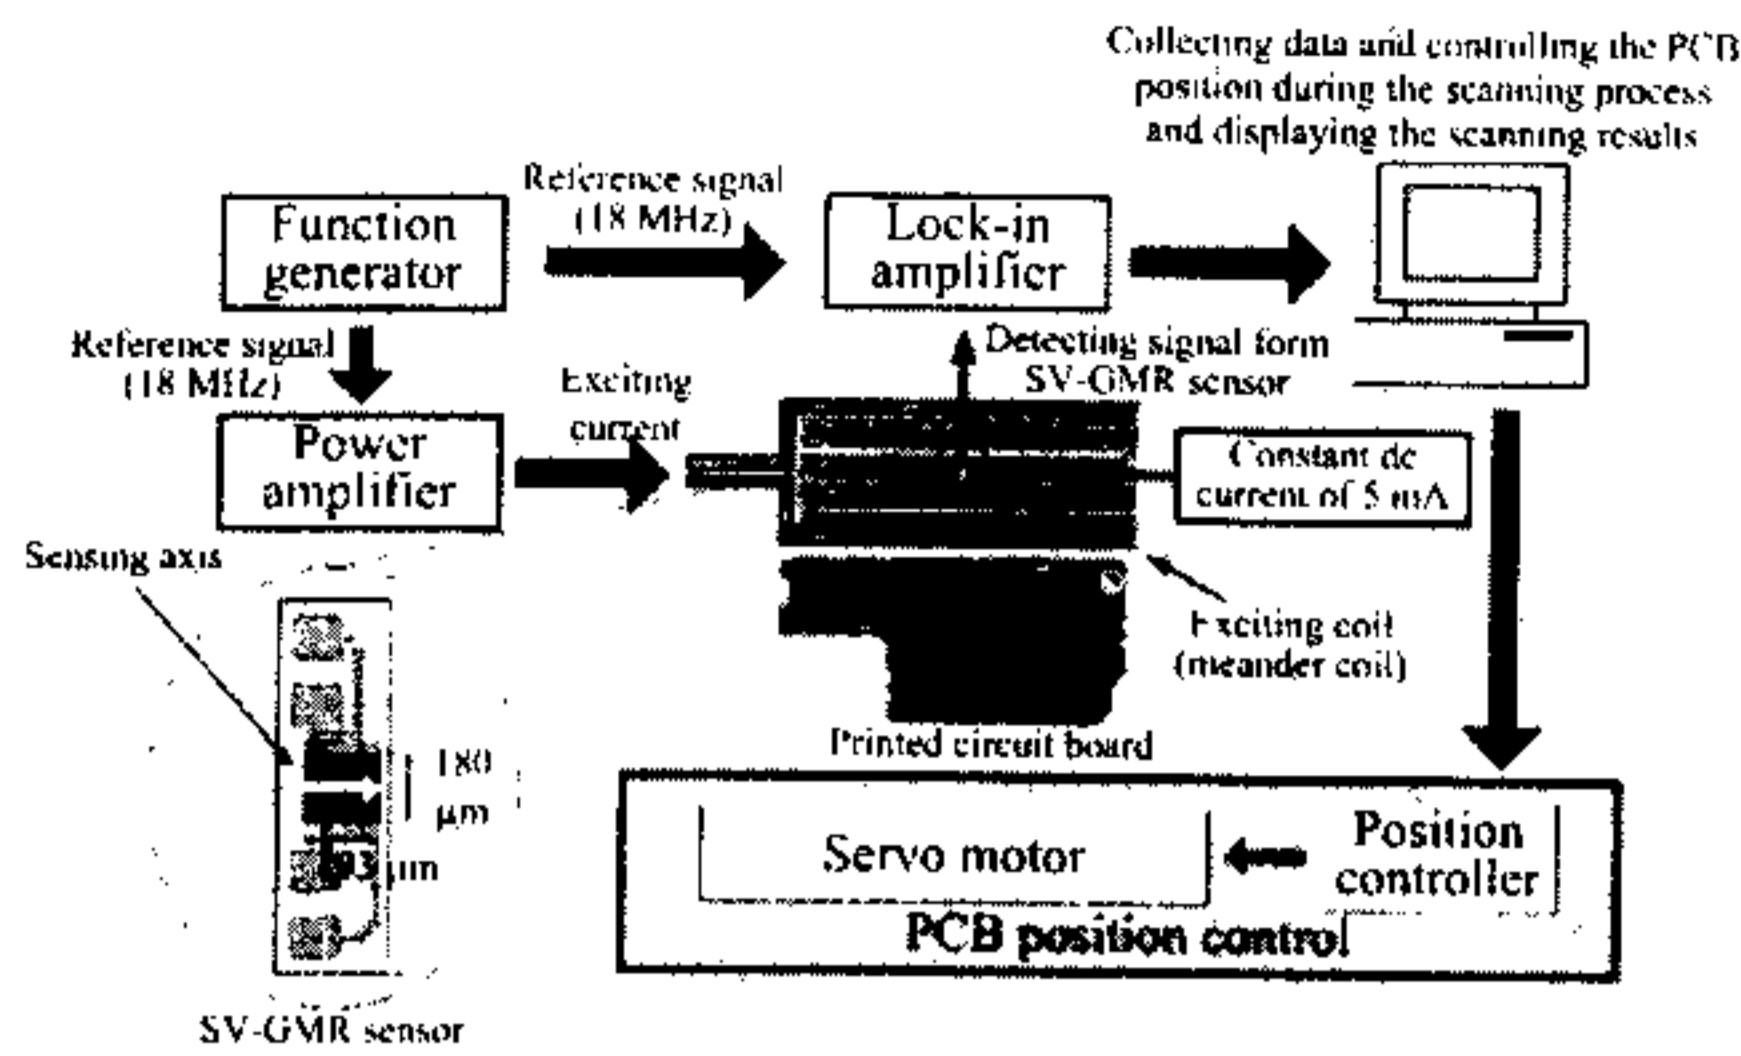 Collecting data and controlling the PCB
position during the scanning process
and displaying the scanning results
Reference signal
(18 MHz)
Function
generator
Lock-in
amplifier
Reference signal
(18 MHz)
Detecting signal form
SV-GMR sensor
Exciting
current
Power
amplifier
Constant dc
current of 5 mA
Sensing axis
Exciting coil
(meander coil)
Printed circuit board
180
µm
93 µm
Servo motor
Position
controller
PCB position control
SV-GMR sensor